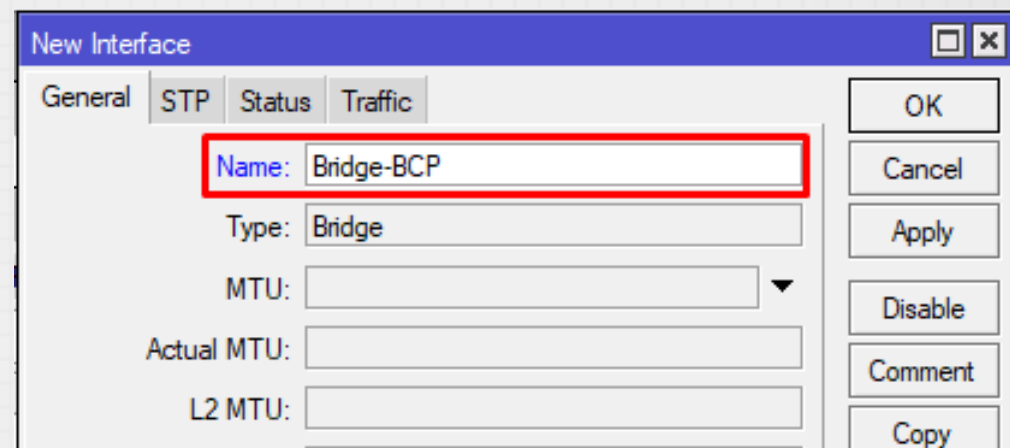 New Interface
General STP Status Traffic
OK
Name: Bridge-BCP
Cancel
Type: Bridge
Apply
MTU:
Disable
Actual MTU:
Comment
L2 MTU:
Copy